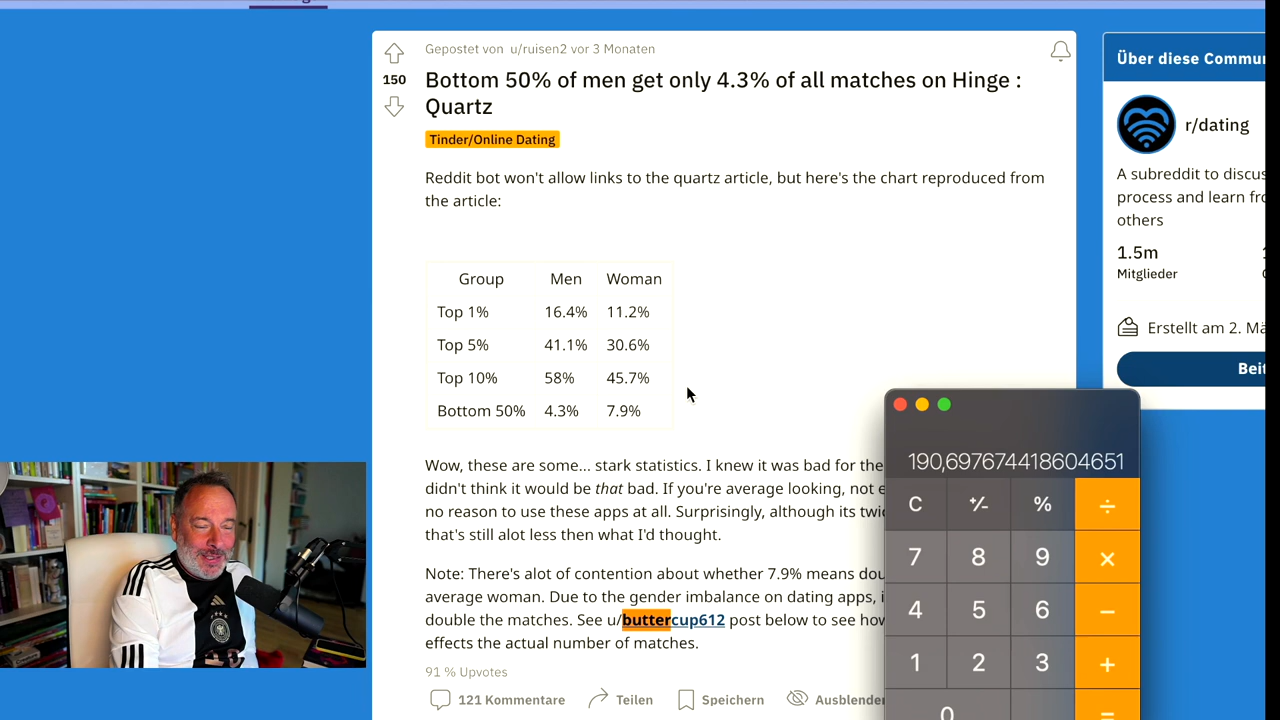 Gepostet von u/ruisen2 vor 3 Monaten
150
Bottom 50% of men get only 4.3% of all matches on Hinge :
Quartz
Tinder/Online Dating
Reddit bot won't allow links to the quartz article, but here's the chart reproduced from
the article:
Group Men Woman
Top 1% 16.4% 11.2%
Top 5% 41.1% 30.6%
Top 10% 58% 45.7%
Bottom 50% 4.3% 7.9%
Wow, these are some... stark statistics. I knew it was bad for the
didn't think it would be that bad. If you're average looking, not
no reason to use these apps at all. Surprisingly, although its
that's still alot less then what I'd thought.
Note: There's alot of contention about whether 7.9% means
average woman. Due to the gender imbalance on dating apps,
double the matches. See u/buttercup612 post below to see how
effects the actual number of matches.
91 % Upvotes
121 Kommentare Teilen Speichern Ausblenden
Über diese
r/dating
A subreddit to
process and learn
others
1.5m
Mitglieder
Erstellt am 2.
190,697674418604651
C +/- % ÷
7 8 9 ×
4 5 6 −
1 2 3 +
0 =